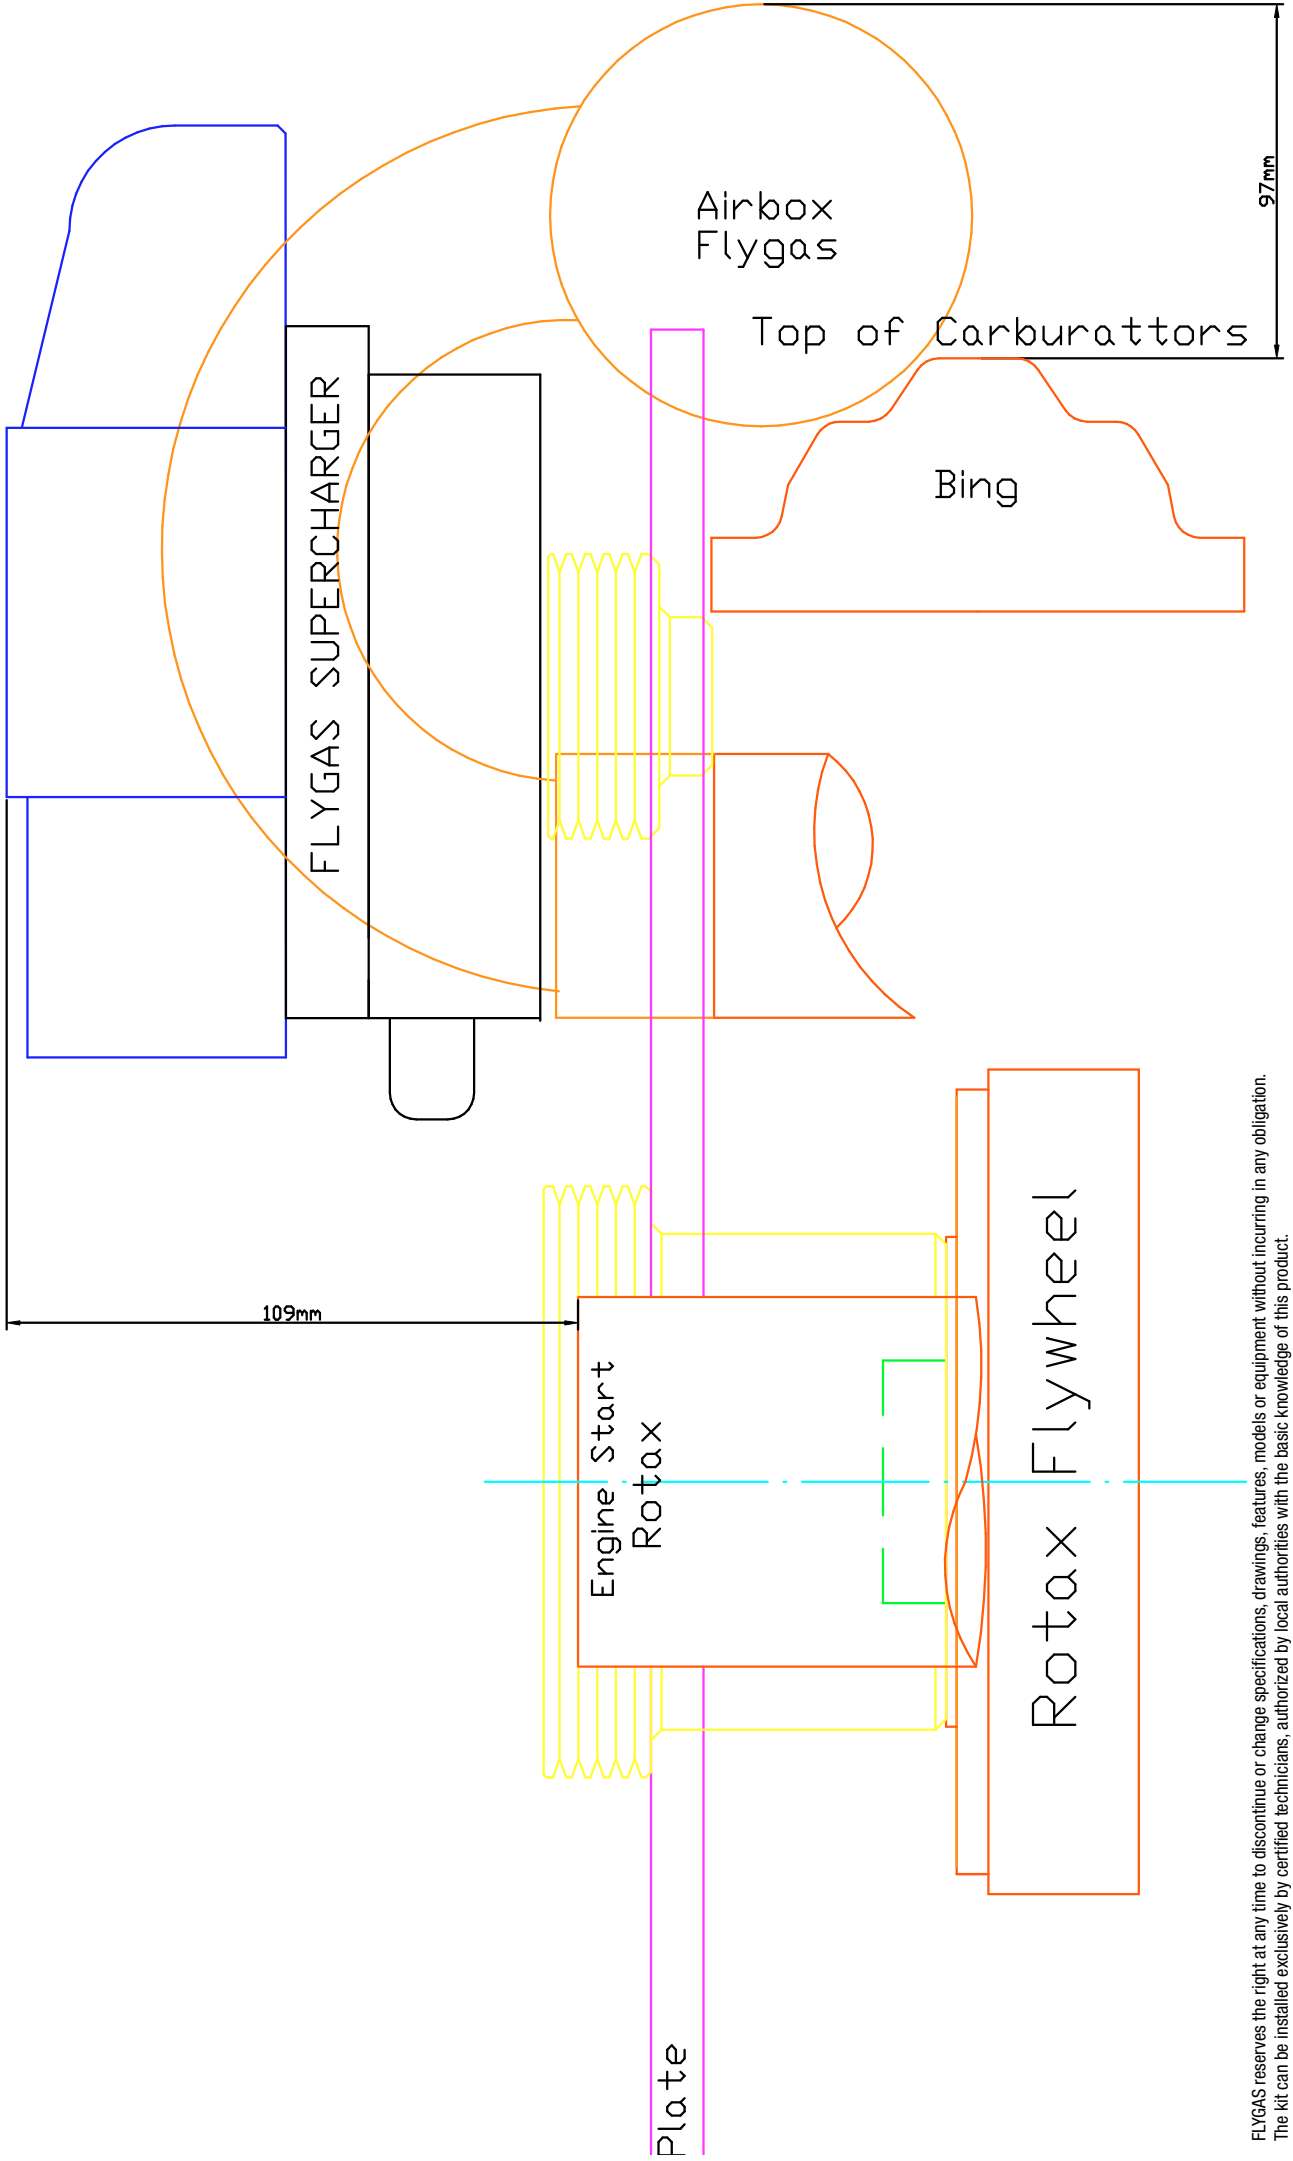 Airbox
Flygas
97mm
Top of Carburattors
Bing
FLYGAS SUPERCHARGER
109mm
Engine Start
Rotax
Rotax Flywheel
Plate
FLYGAS reserves the right at any time to discontinue or change specifications, drawings, features, models or equipment without incurring in any obligation.
The kit can be installed exclusively by certified technicians, authorized by local authorities with the basic knowledge of this product.